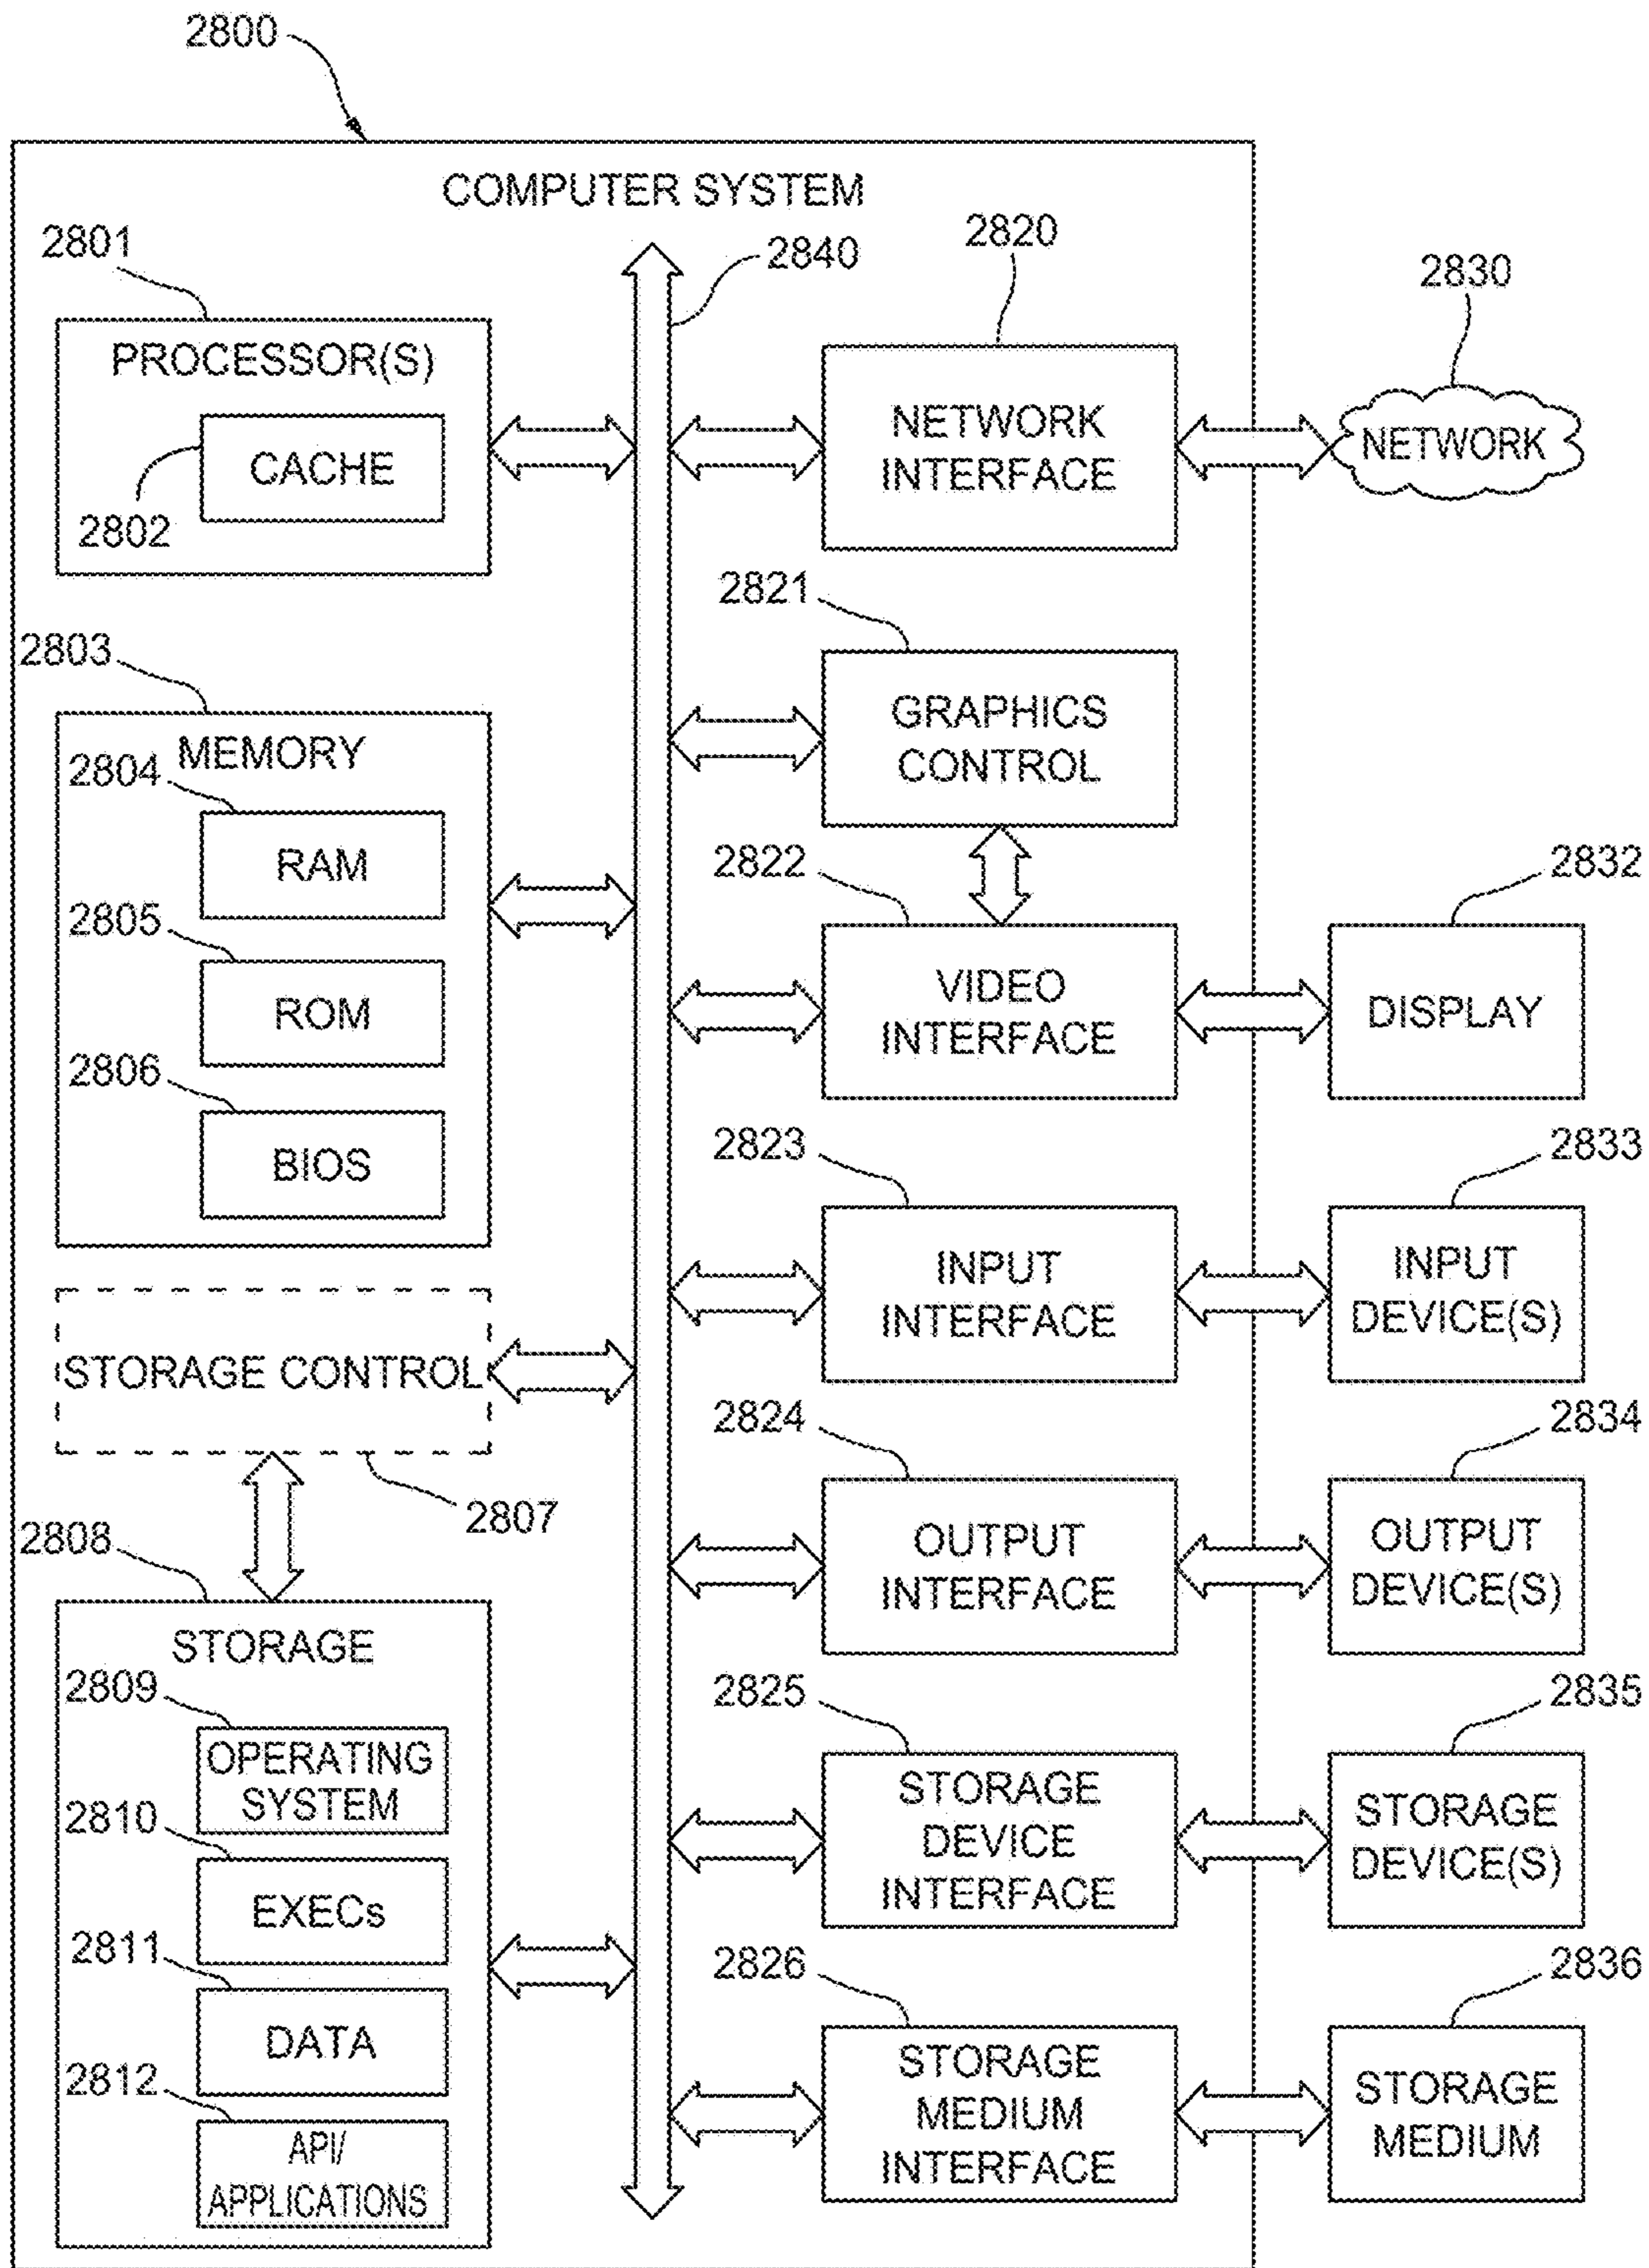 2800
COMPUTER SYSTEM
2801
PROCESSOR(S)
CACHE
2802
2840
2820
NETWORK
INTERFACE
2830
NETWORK
2803
MEMORY
2804
RAM
2805
ROM
2806
BIOS
2821
GRAPHICS
CONTROL
2822
VIDEO
INTERFACE
2832
DISPLAY
2823
INPUT
INTERFACE
2833
INPUT
DEVICE(S)
STORAGE CONTROL
2807
2824
OUTPUT
INTERFACE
2834
OUTPUT
DEVICE(S)
2808
STORAGE
2809
OPERATING
SYSTEM
2810
EXECs
2811
DATA
2812
API/
APPLICATIONS
2825
STORAGE
DEVICE
INTERFACE
2835
STORAGE
DEVICE(S)
2826
STORAGE
MEDIUM
INTERFACE
2836
STORAGE
MEDIUM